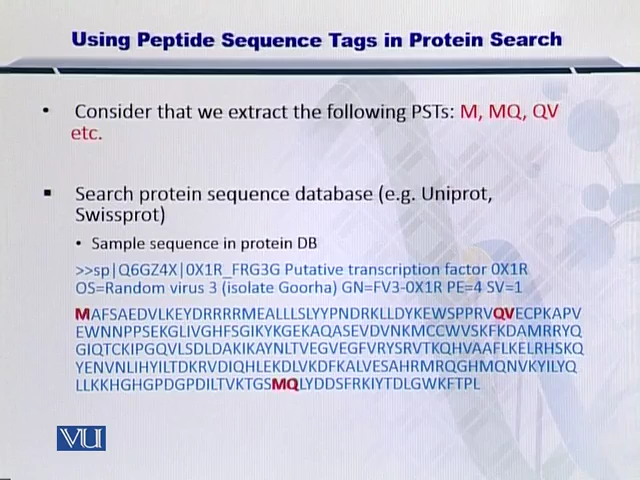 Using Peptide Sequence Tags in Protein Search
• Consider that we extract the following PSTs: M, MQ, QV
etc.
▪ Search protein sequence database (e.g. Uniprot,
Swissprot)
• Sample sequence in protein DB
>>sp|Q6GZ4X|0X1R_FRG3G Putative transcription factor 0X1R
OS=Random virus 3 (isolate Goorha) GN=FV3-0X1R PE=4 SV=1
MAFSAEDVLKEYDRRRRMEALLLSLYYPNDRKLLDYKEWSPPRVQVECPKAPV
EWNNPPSEKGLIVGHFSGIKYKGEKAQASEVDVNKMCCWVSKFKDAMRRYQ
GIQTCKIPGQVLSDLDAKIKAYNLTVEGVEGFVRYSRVTKQHVAAFLKELRHSKQ
YENVNLIHYILTDKRVDIQHLEKDLVKDFKALVESAHRMRQGHMQNVKYILYQ
LLKKHGHGPDGPDILTVKTGSMQLYDDSFRKIYTDLGWKFTPL
VU